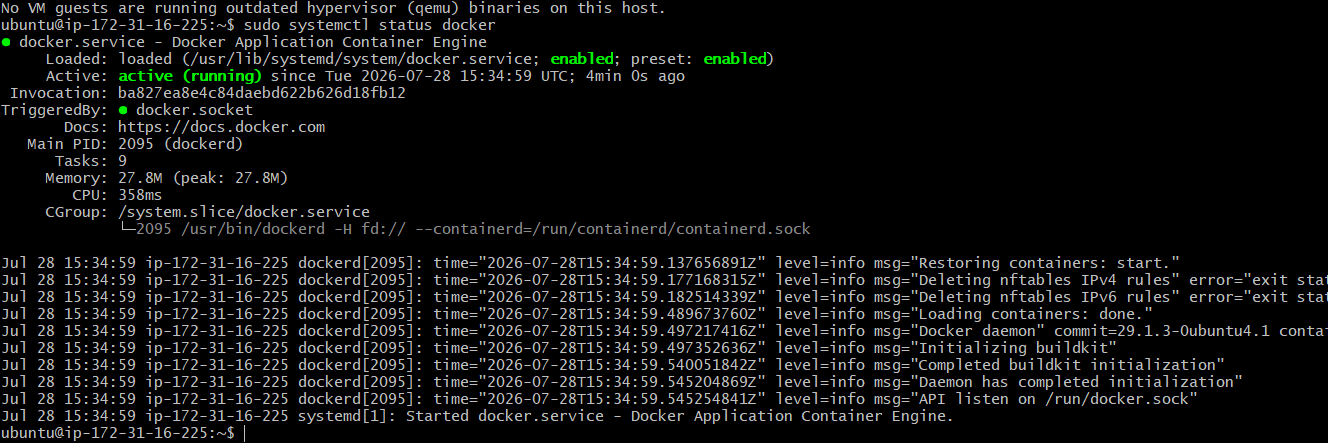 No VM guests are running outdated hypervisor (qemu) binaries on this host.
ubuntu@ip-172-31-16-225:~$ sudo systemctl status docker
● docker.service - Docker Application Container Engine
Loaded: loaded (/usr/lib/systemd/system/docker.service; enabled; preset: enabled)
Active: active (running) since Tue 2026-07-28 15:34:59 UTC; 4min 0s ago
Invocation: ba827ea8e4c84daebd622b626d18fb12
TriggeredBy: ● docker.socket
Docs: https://docs.docker.com
Main PID: 2095 (dockerd)
Tasks: 9
Memory: 27.8M (peak: 27.8M)
CPU: 358ms
CGroup: /system.slice/docker.service
└─2095 /usr/bin/dockerd -H fd:// --containerd=/run/containerd/containerd.sock
Jul 28 15:34:59 ip-172-31-16-225 dockerd[2095]: time="2026-07-28T15:34:59.137656891Z" level=info msg="Restoring containers: start."
Jul 28 15:34:59 ip-172-31-16-225 dockerd[2095]: time="2026-07-28T15:34:59.177168315Z" level=info msg="Deleting nftables IPv4 rules" error="exit stat
Jul 28 15:34:59 ip-172-31-16-225 dockerd[2095]: time="2026-07-28T15:34:59.182514339Z" level=info msg="Deleting nftables IPv6 rules" error="exit stat
Jul 28 15:34:59 ip-172-31-16-225 dockerd[2095]: time="2026-07-28T15:34:59.489673760Z" level=info msg="Loading containers: done."
Jul 28 15:34:59 ip-172-31-16-225 dockerd[2095]: time="2026-07-28T15:34:59.497217416Z" level=info msg="Docker daemon" commit=29.1.3-0ubuntu4.1 contai
Jul 28 15:34:59 ip-172-31-16-225 dockerd[2095]: time="2026-07-28T15:34:59.497352636Z" level=info msg="Initializing buildkit"
Jul 28 15:34:59 ip-172-31-16-225 dockerd[2095]: time="2026-07-28T15:34:59.540051842Z" level=info msg="Completed buildkit initialization"
Jul 28 15:34:59 ip-172-31-16-225 dockerd[2095]: time="2026-07-28T15:34:59.545204869Z" level=info msg="Daemon has completed initialization"
Jul 28 15:34:59 ip-172-31-16-225 dockerd[2095]: time="2026-07-28T15:34:59.545254841Z" level=info msg="API listen on /run/docker.sock"
Jul 28 15:34:59 ip-172-31-16-225 systemd[1]: Started docker.service - Docker Application Container Engine.
ubuntu@ip-172-31-16-225:~$